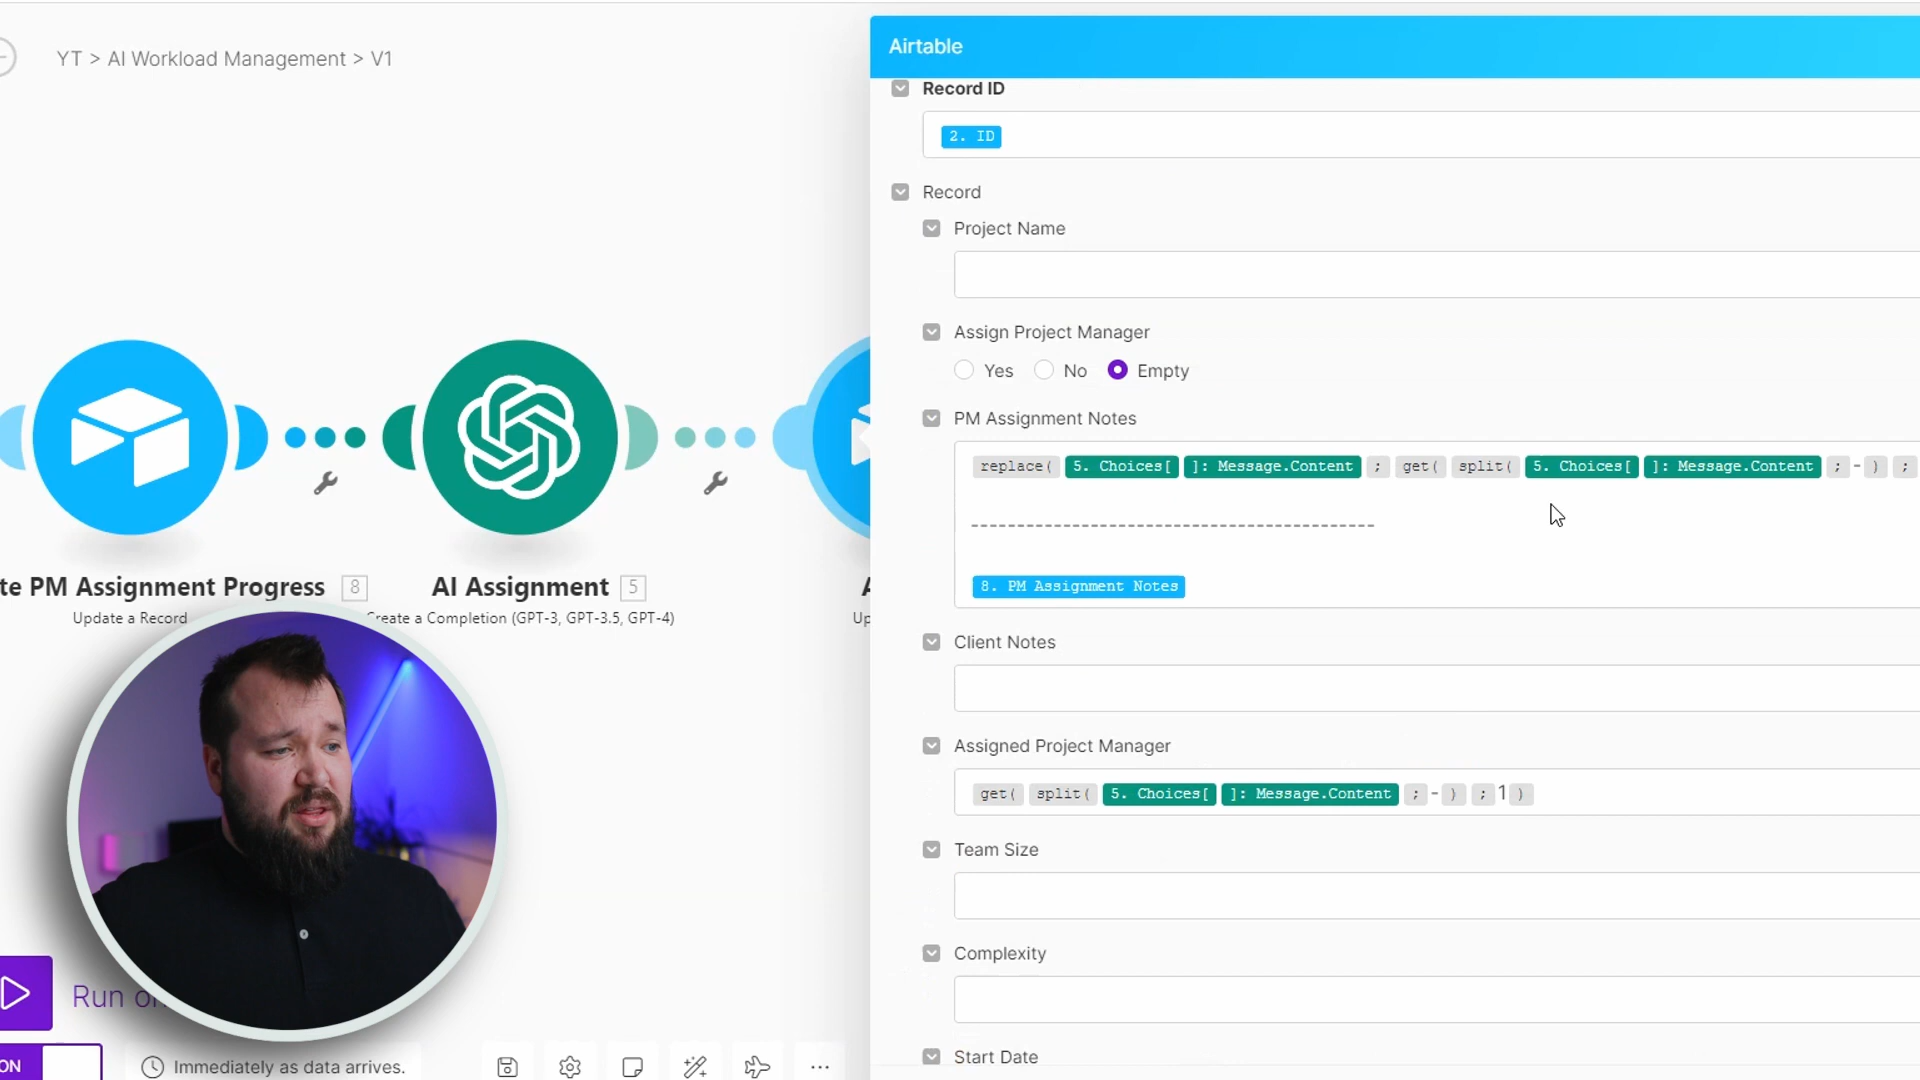 YT > AI Workload Management > V1
Airtable
Record ID
2. ID
Record
Project Name
Assign Project Manager
Yes No Empty
PM Assignment Notes
replace( 5. Choices[ ]: Message.Content ; get( split( 5. Choices[ ]: Message.Content ; - ) ;
-------------------------------------------
8. PM Assignment Notes
Client Notes
Assigned Project Manager
get( split( 5. Choices[ ]: Message.Content ; - ) ; 1 )
Team Size
Complexity
Start Date
te PM Assignment Progress 8
Update a Record
AI Assignment 5
Create a Completion (GPT-3, GPT-3.5, GPT-4)
Up
Run
ON
Immediately as data arrives.